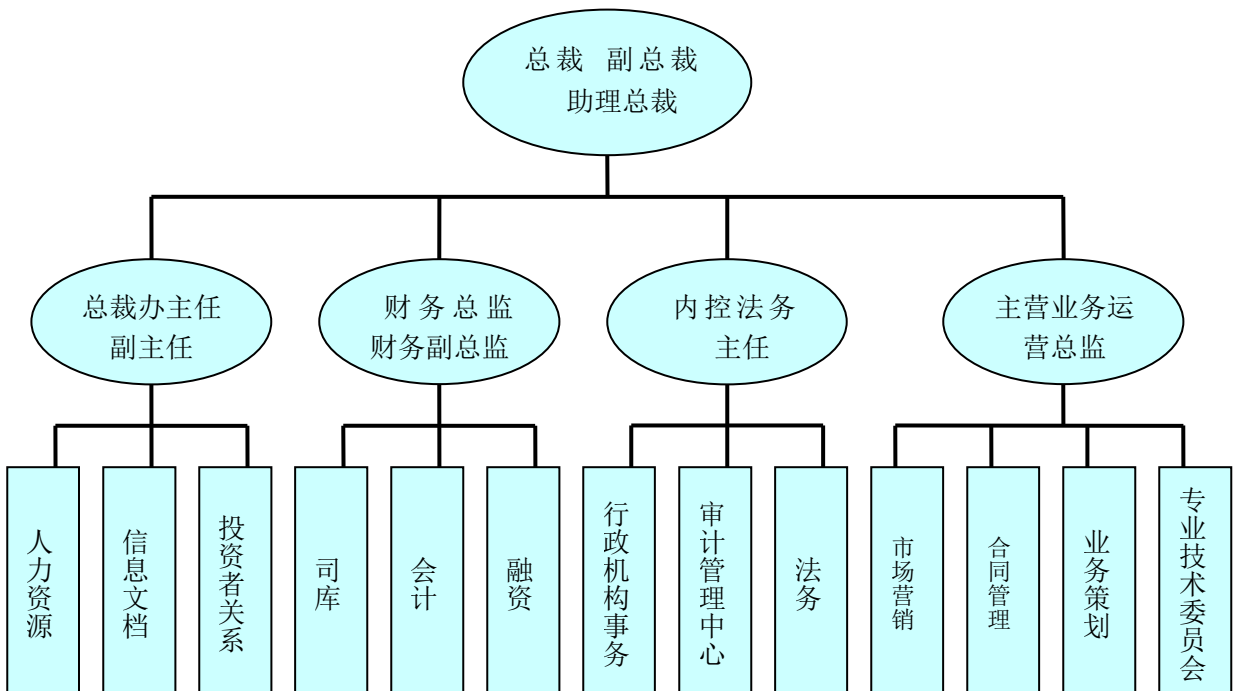 总裁 副总裁
助理总裁
总裁办主任
副主任
财务总监
财务副总监
内控法务
主任
主营业务运
营总监
人力资源
信息文档
投资者关系
司库
会计
融资
行政机构事务
审计管理中心
法务
市场营销
合同管理
业务策划
专业技术委员会